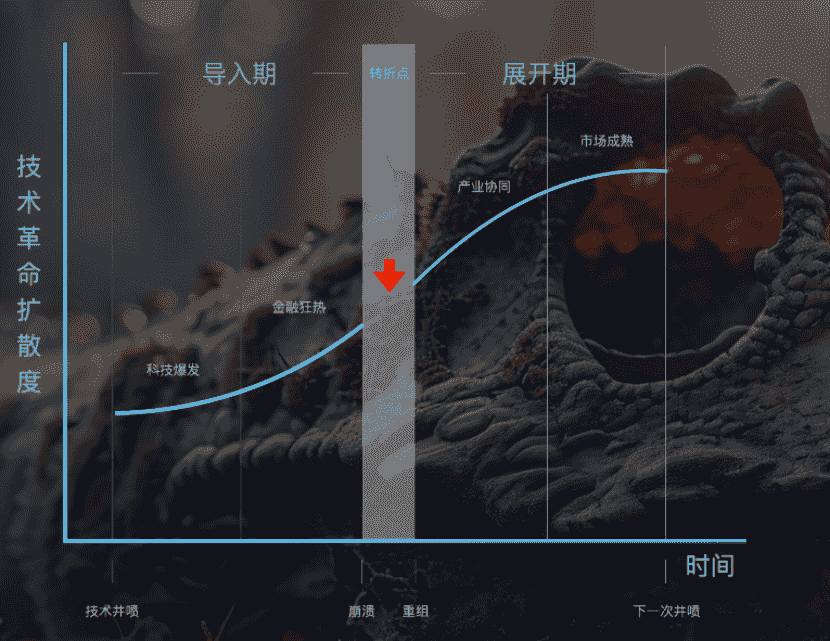 导入期
转折点
展开期
技术革命扩散度
市场成熟
产业协同
金融狂热
科技爆发
时间
技术井喷
崩溃
重组
下一次井喷